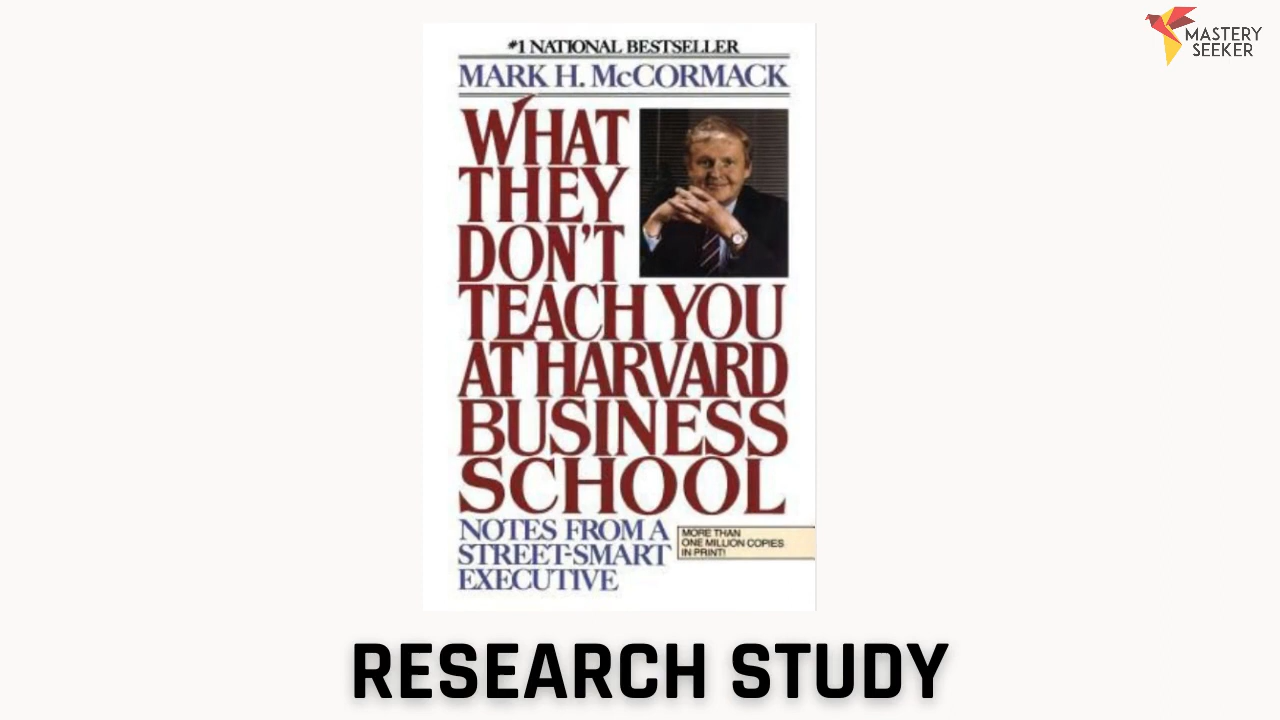 MASTERY
SEEKER
#1 NATIONAL BESTSELLER
MARK H. McCORMACK
WHAT
THEY
DON'T
TEACH YOU
AT HARVARD
BUSINESS
SCHOOL
NOTES FROM A
STREET-SMART
EXECUTIVE
MORE THAN
ONE MILLION COPIES
IN PRINT!
RESEARCH STUDY